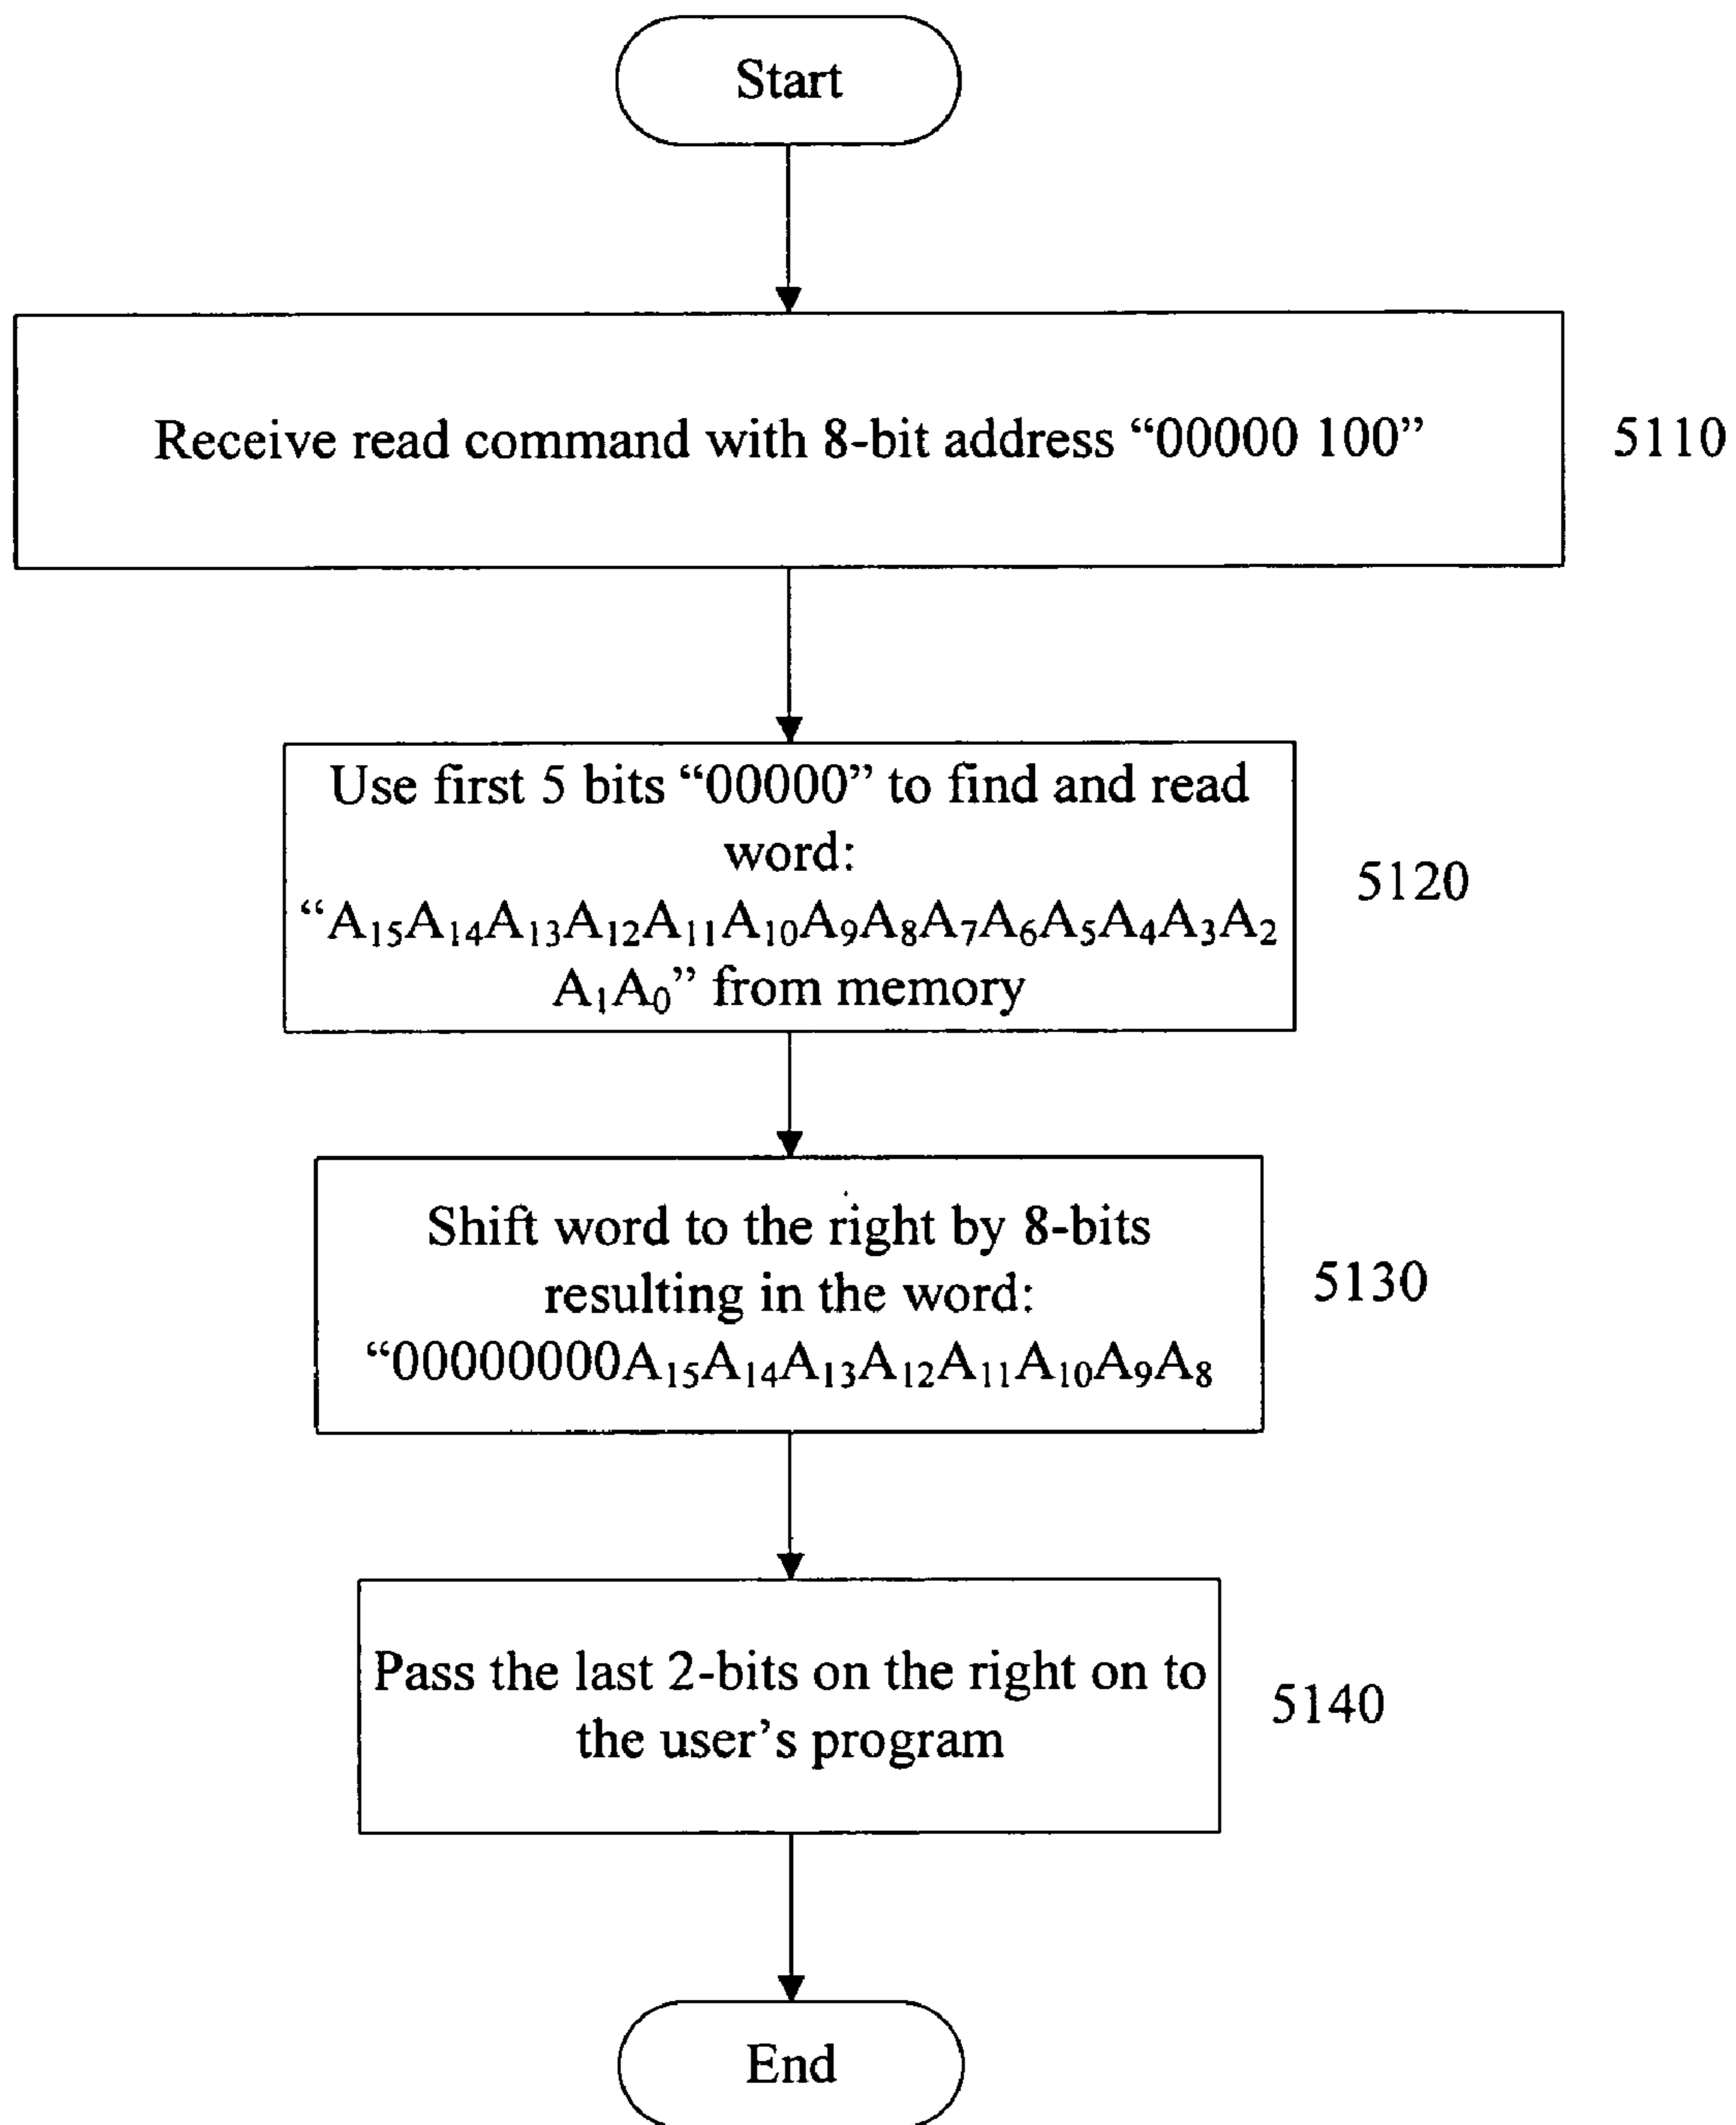 Start
Receive read command with 8-bit address “00000 100”
5110
Use first 5 bits “00000” to find and read
word:
“A₁₅A₁₄A₁₃A₁₂A₁₁A₁₀A₉A₈A₇A₆A₅A₄A₃A₂
A₁A₀” from memory
5120
Shift word to the right by 8-bits
resulting in the word:
“00000000A₁₅A₁₄A₁₃A₁₂A₁₁A₁₀A₉A₈
5130
Pass the last 2-bits on the right on to
the user’s program
5140
End